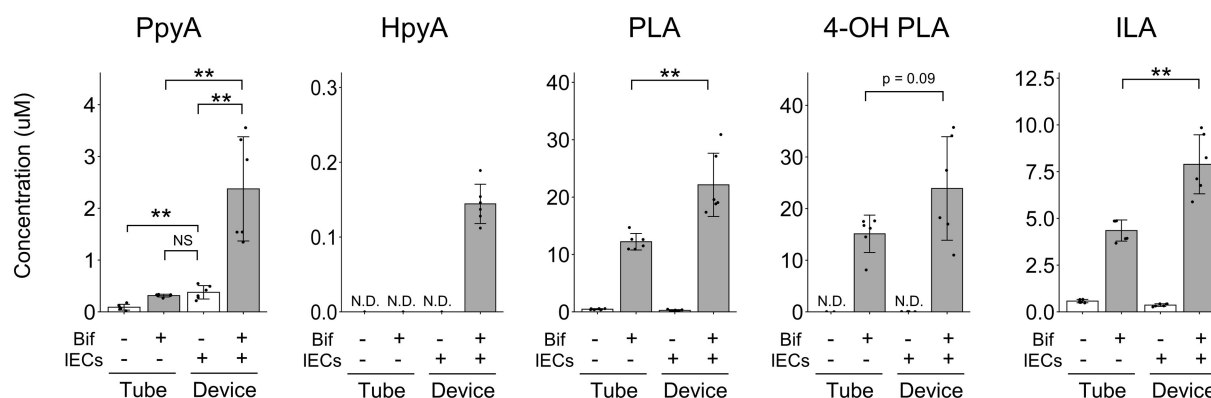 PpyA HpyA PLA 4-OH PLA ILA
Concentration (uM)
** ** ** NS
4 3 2 1 0
Bif - + - +
IECs + +
Tube Device
0.3 0.2 0.1 0.0
N.D. N.D. N.D.
Bif - + - +
IECs + +
Tube Device
**
40 30 20 10 0
Bif - + - +
IECs + +
Tube Device
p = 0.09
40 30 20 10 0
N.D. N.D.
Bif - + - +
IECs + +
Tube Device
**
12.5 10.0 7.5 5.0 2.5 0.0
Bif - + - +
IECs + +
Tube Device